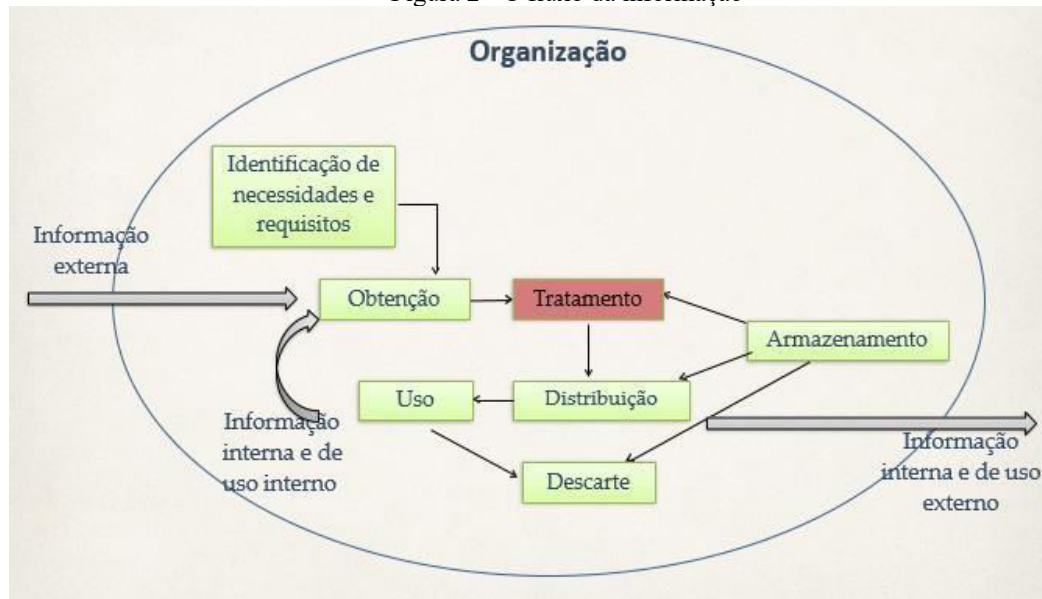 Organização
Identificação de
necessidades e
requisitos
Informação
externa
Obtenção
Tratamento
Armazenamento
Uso
Distribuição
Informação
interna e de
uso interno
Informação
interna e de uso
externo
Descarte